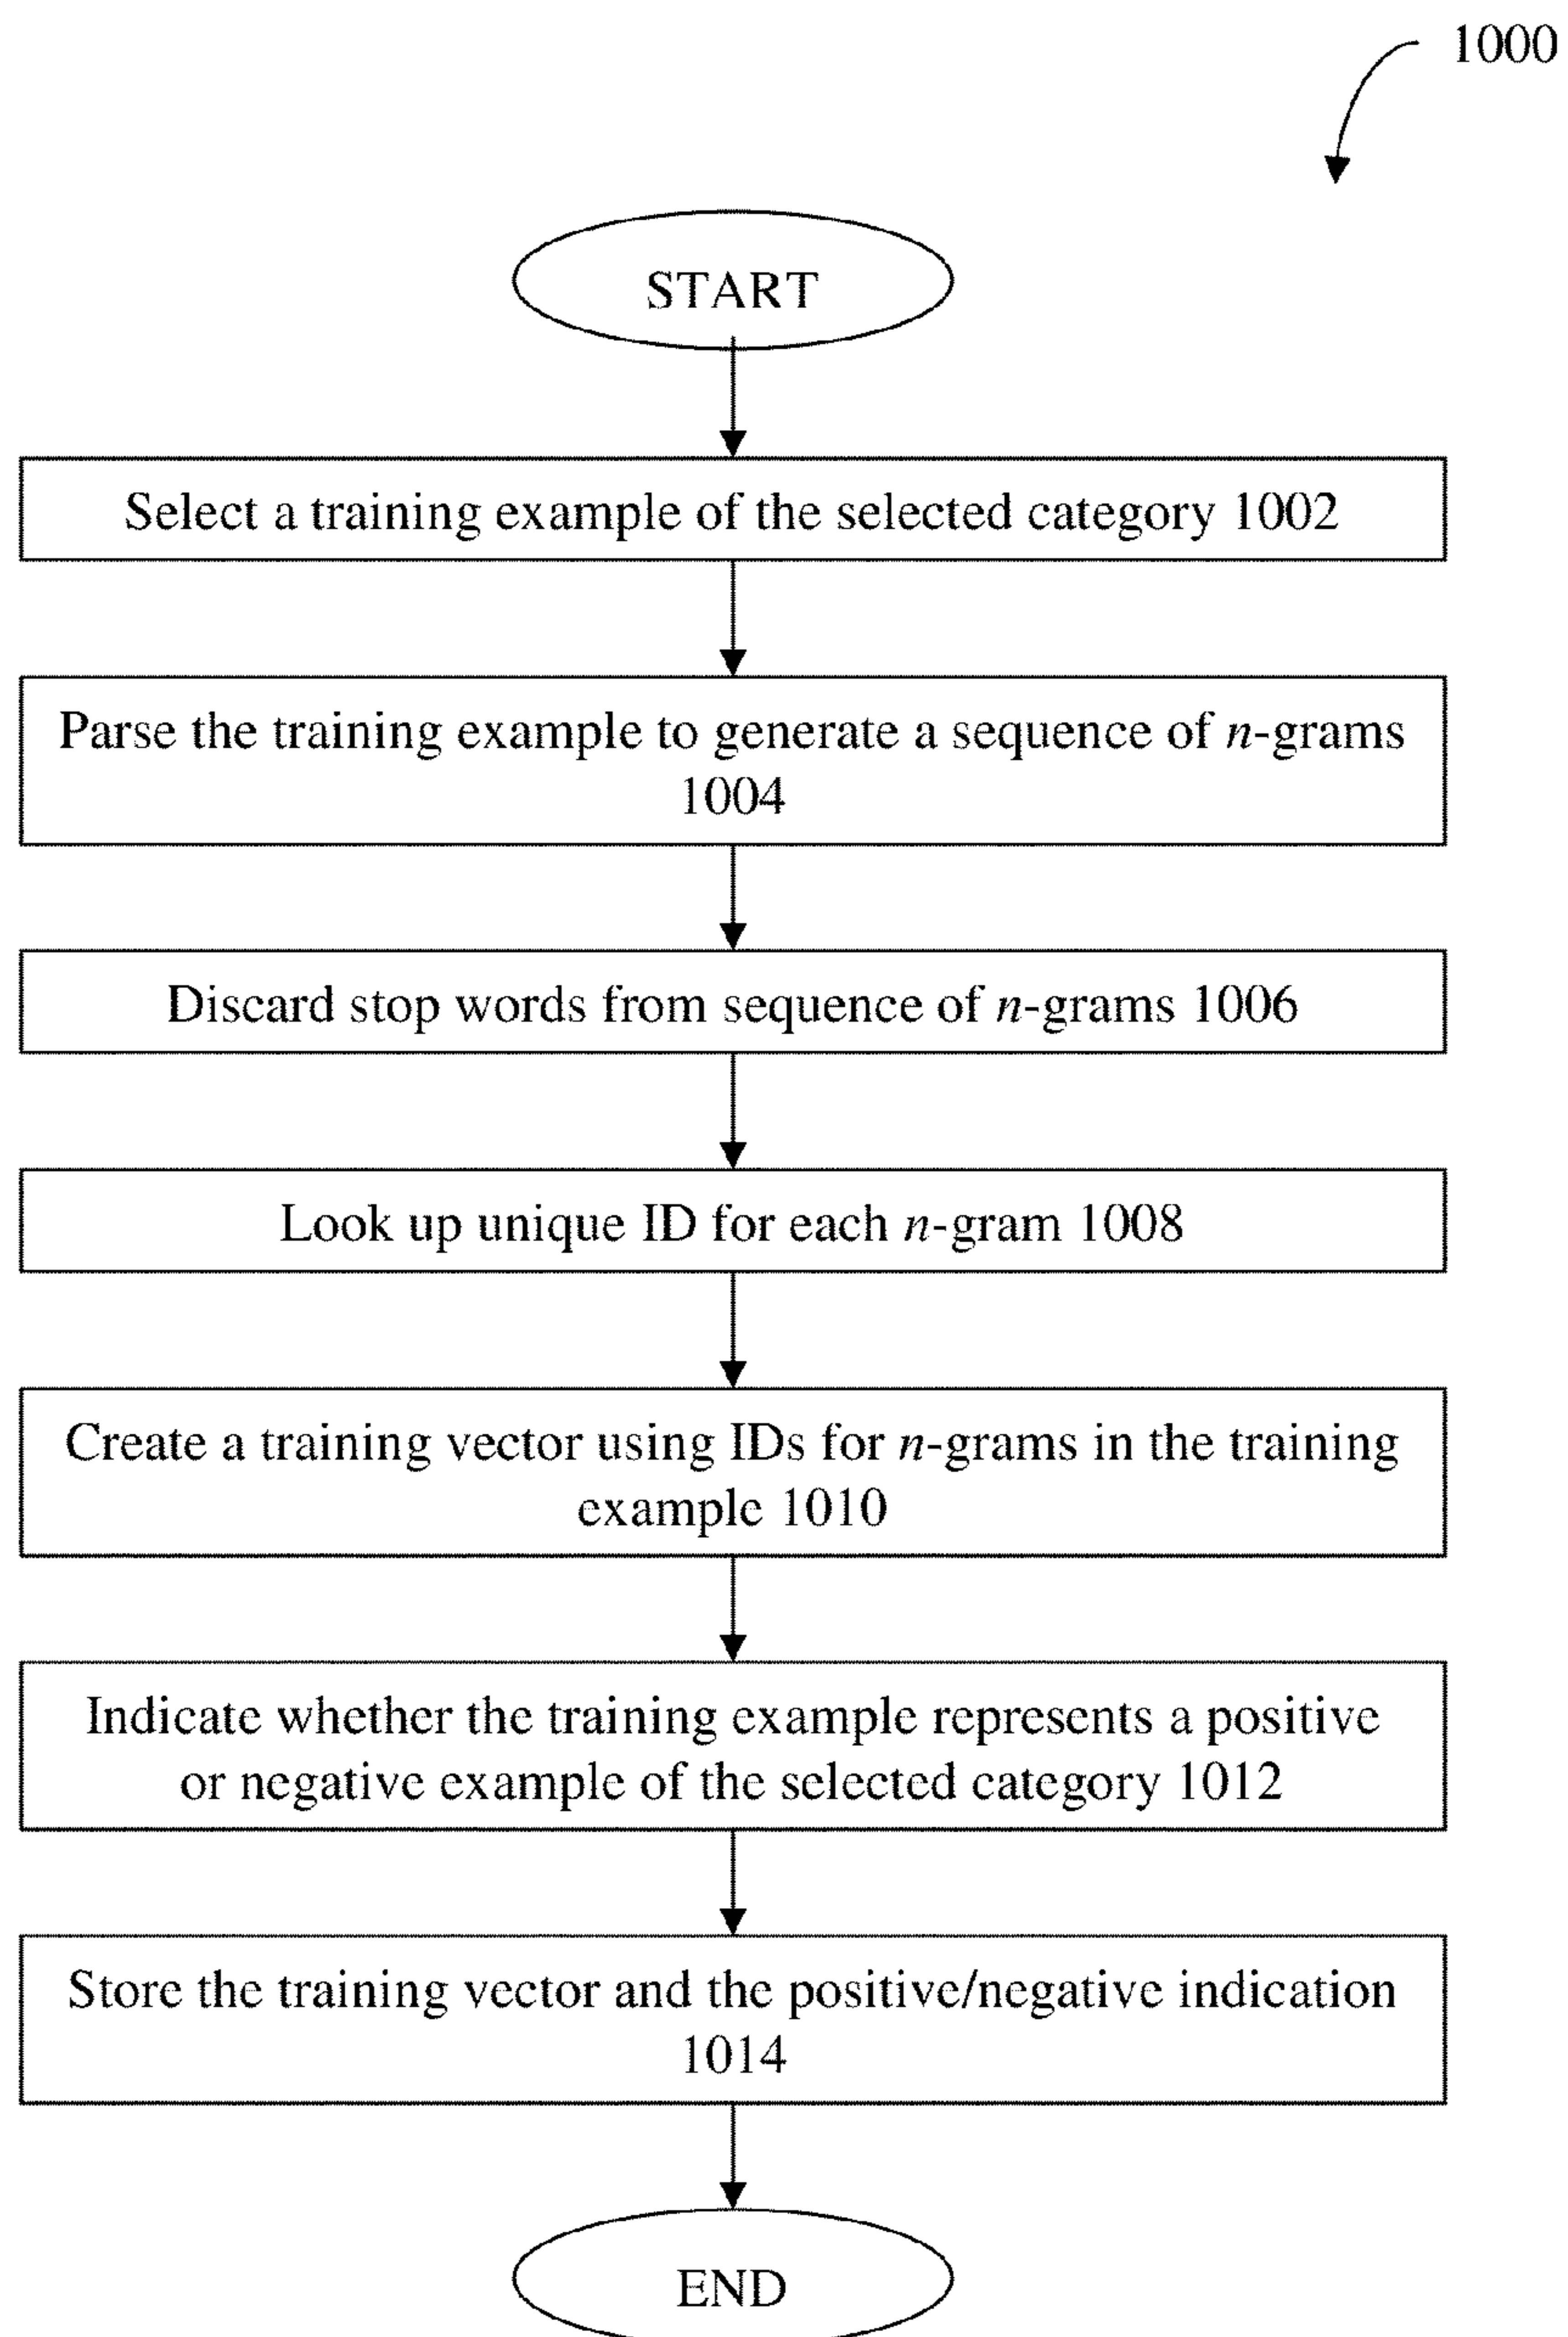 1000
START
Select a training example of the selected category 1002
Parse the training example to generate a sequence of n-grams
1004
Discard stop words from sequence of n-grams 1006
Look up unique ID for each n-gram 1008
Create a training vector using IDs for n-grams in the training
example 1010
Indicate whether the training example represents a positive
or negative example of the selected category 1012
Store the training vector and the positive/negative indication
1014
END